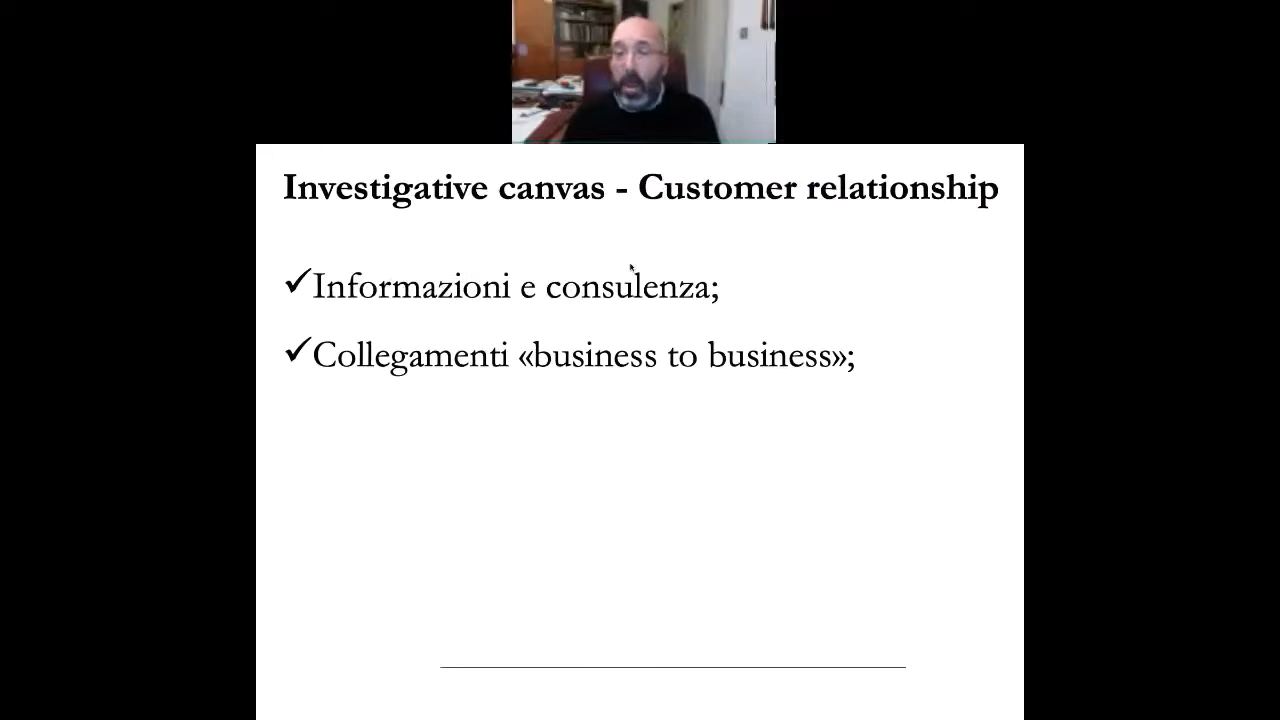 Investigative canvas - Customer relationship
✓Informazioni e consulenza;
✓Collegamenti «business to business»;